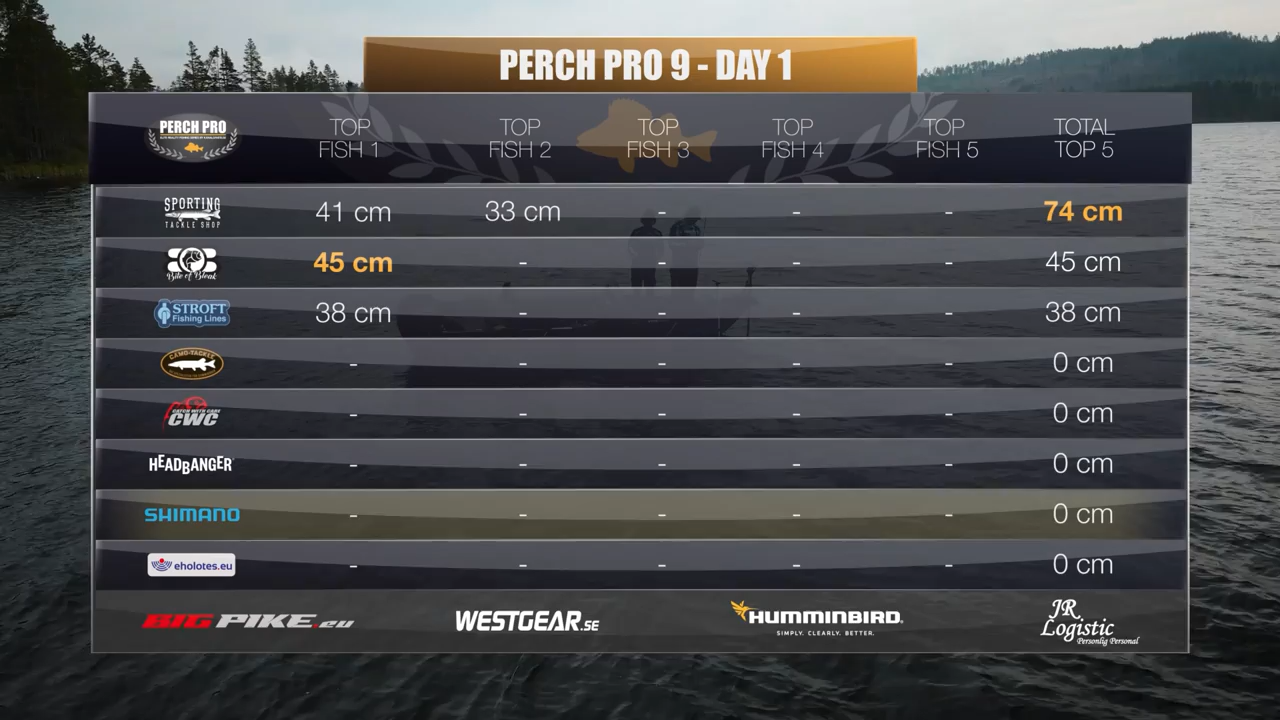 PERCH PRO 9 - DAY 1
PERCH PRO
TOP FISH 1
TOP FISH 2
TOP FISH 3
TOP FISH 4
TOP FISH 5
TOTAL TOP 5
SPORTING
TACKLE SHOP
41 cm 33 cm - - - 74 cm
Bite of Bleak
45 cm - - - - 45 cm
STROFT
Fishing Lines
38 cm - - - - 38 cm
CAMO-TACKLE
- - - - - 0 cm
CATCH WITH CARE
CWC
- - - - - 0 cm
HEADBANGER - - - - - 0 cm
SHIMANO - - - - - 0 cm
eholotes.eu - - - - - 0 cm
BIG PIKE.eu
WESTGEAR.SE
HUMMINBIRD
SIMPLY. CLEARLY. BETTER.
JR
Logistic
Personlig Personal